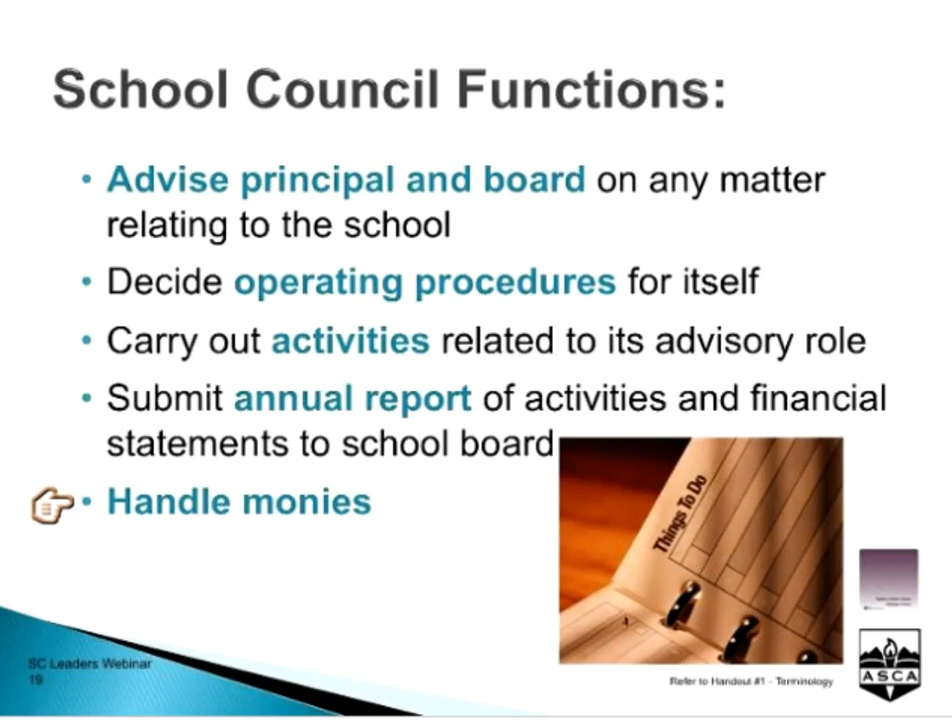 School Council Functions:
• Advise principal and board on any matter
relating to the school
• Decide operating procedures for itself
• Carry out activities related to its advisory role
• Submit annual report of activities and financial
statements to school board
• Handle monies
Things To Do
SC Leaders Webinar
19
Refer to Handout #1 - Terminology
ASCA